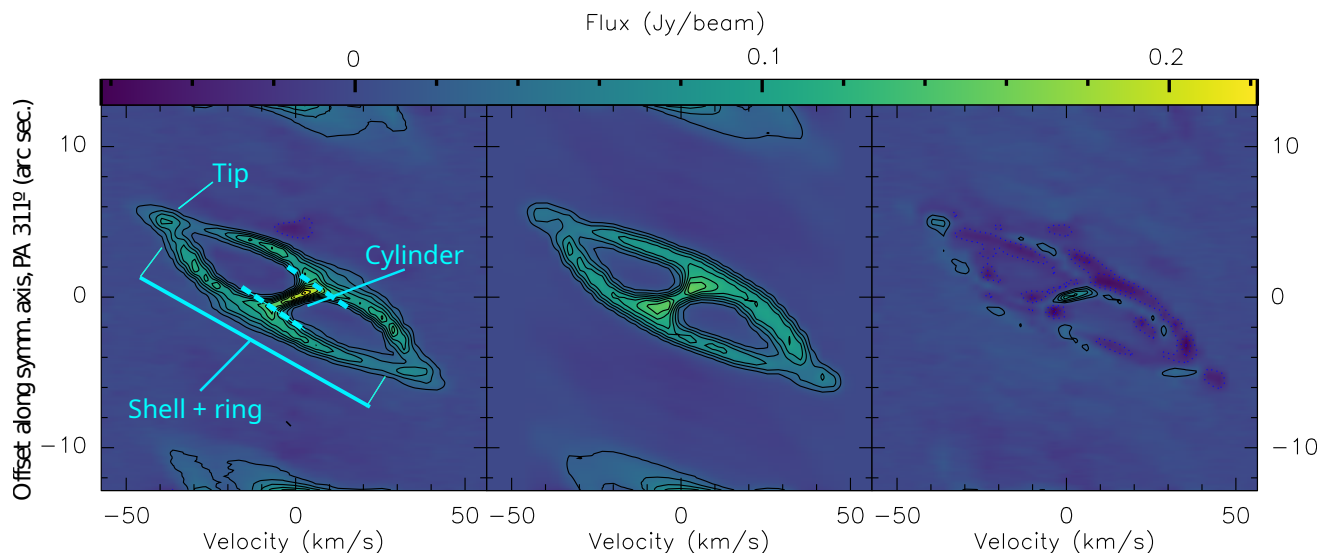 Flux (Jy/beam)
0 0.1 0.2
Offset along symm. axis, PA 311º (arc sec.)
10 10
Tip
Cylinder
0 0
Shell + ring
−10 −10
−50 0 50 −50 0 50 −50 0 50
Velocity (km/s) Velocity (km/s) Velocity (km/s)